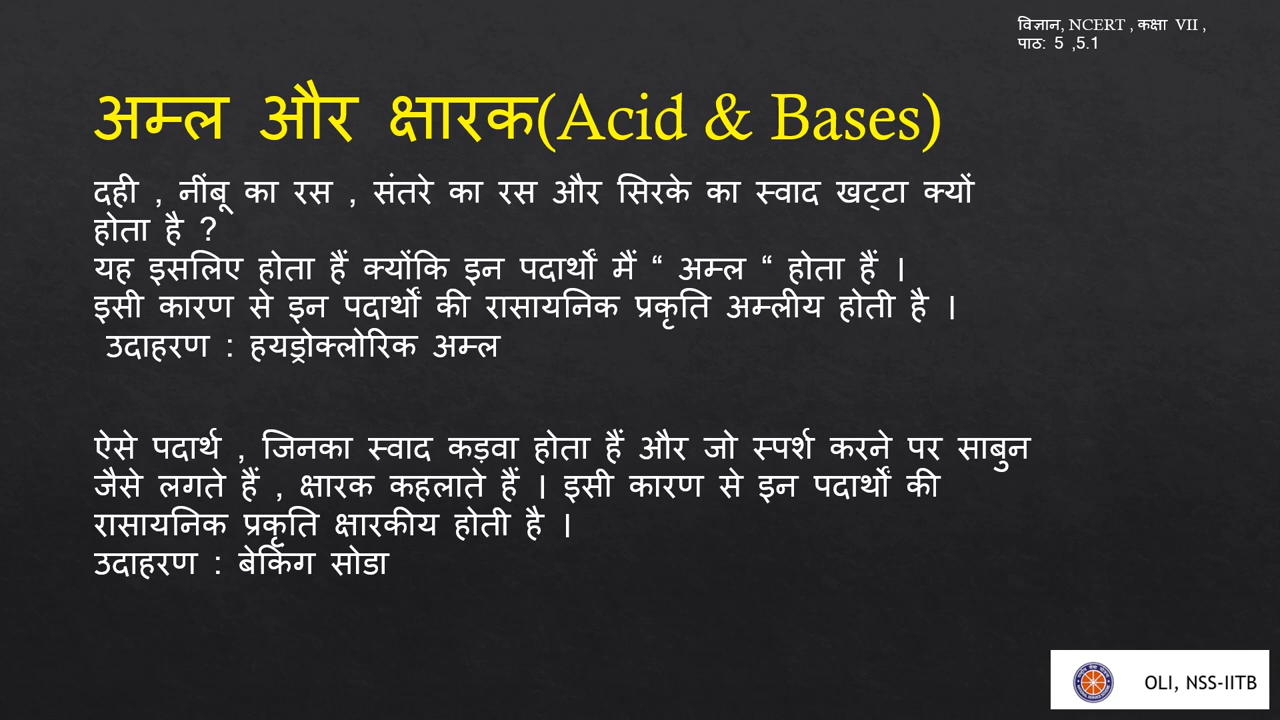 विज्ञान, NCERT , कक्षा VII ,
पाठ: 5 ,5.1
अम्ल और क्षारक(Acid & Bases)
दही , नींबू का रस , संतरे का रस और सिरके का स्वाद खट्टा क्यों
होता है ?
यह इसलिए होता हैं क्योंकि इन पदार्थों मैं “ अम्ल “ होता हैं ।
इसी कारण से इन पदार्थों की रासायनिक प्रकृति अम्लीय होती है ।
उदाहरण : हयड्रोक्लोरिक अम्ल
ऐसे पदार्थ , जिनका स्वाद कड़वा होता हैं और जो स्पर्श करने पर साबुन
जैसे लगते हैं , क्षारक कहलाते हैं । इसी कारण से इन पदार्थों की
रासायनिक प्रकृति क्षारकीय होती है ।
उदाहरण : बेकिंग सोडा
OLI, NSS-IITB